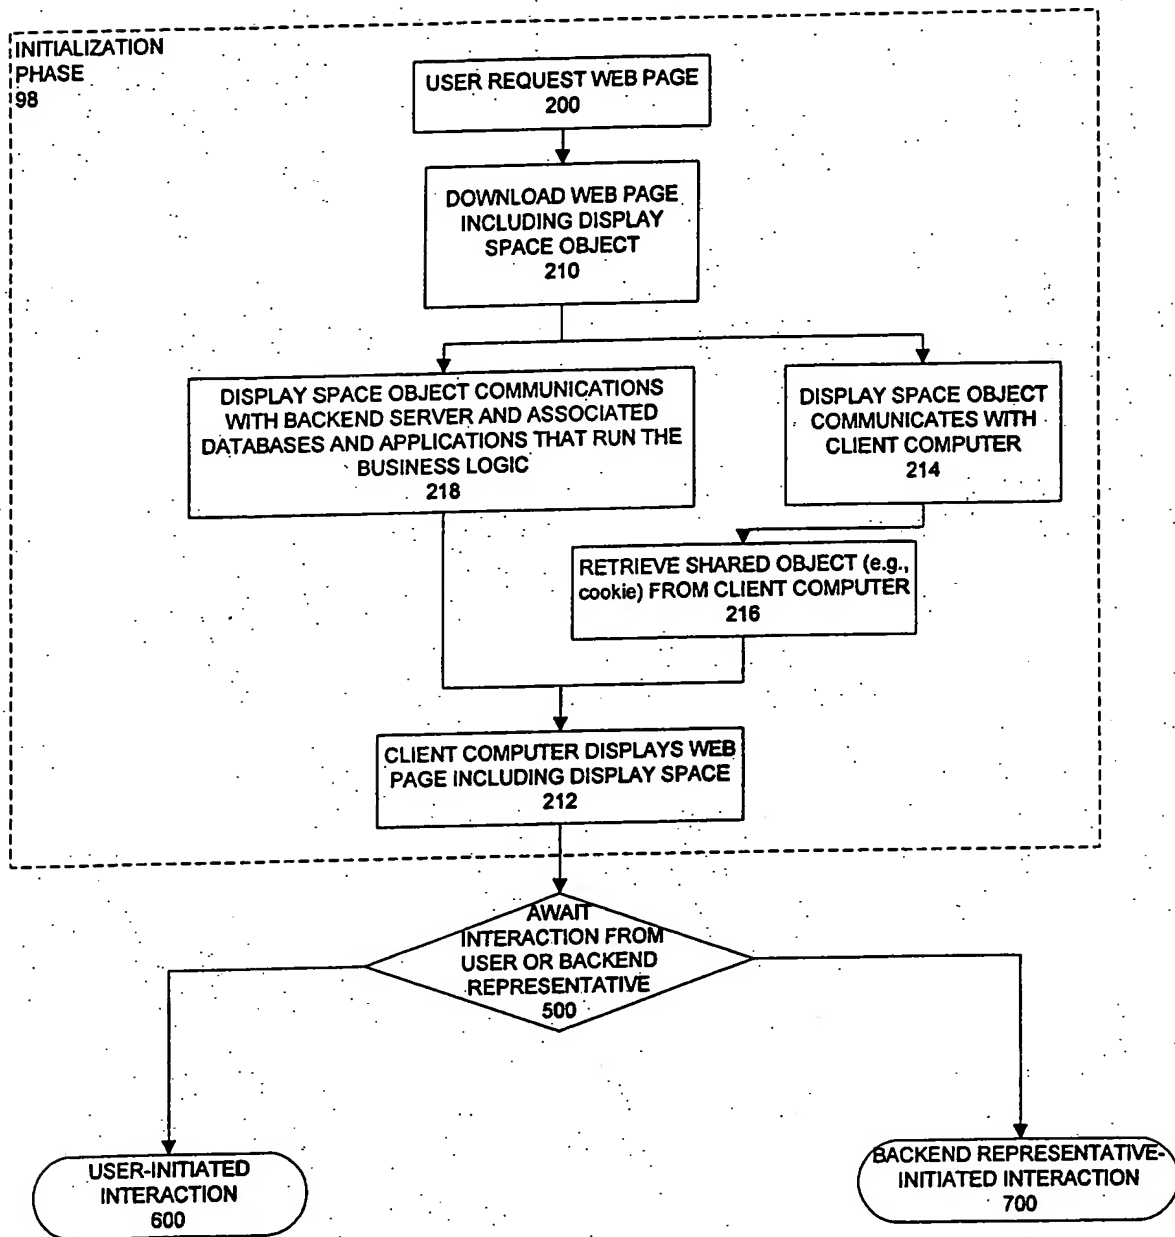 INITIALIZATION
PHASE
98
USER REQUEST WEB PAGE
200
DOWNLOAD WEB PAGE
INCLUDING DISPLAY
SPACE OBJECT
210
DISPLAY SPACE OBJECT COMMUNICATIONS
WITH BACKEND SERVER AND ASSOCIATED
DATABASES AND APPLICATIONS THAT RUN THE
BUSINESS LOGIC
218
DISPLAY SPACE OBJECT
COMMUNICATES WITH
CLIENT COMPUTER
214
RETRIEVE SHARED OBJECT (e.g.,
cookie) FROM CLIENT COMPUTER
216
CLIENT COMPUTER DISPLAYS WEB
PAGE INCLUDING DISPLAY SPACE
212
AWAIT
INTERACTION FROM
USER OR BACKEND
REPRESENTATIVE
500
USER-INITIATED
INTERACTION
600
BACKEND REPRESENTATIVE-
INITIATED INTERACTION
700